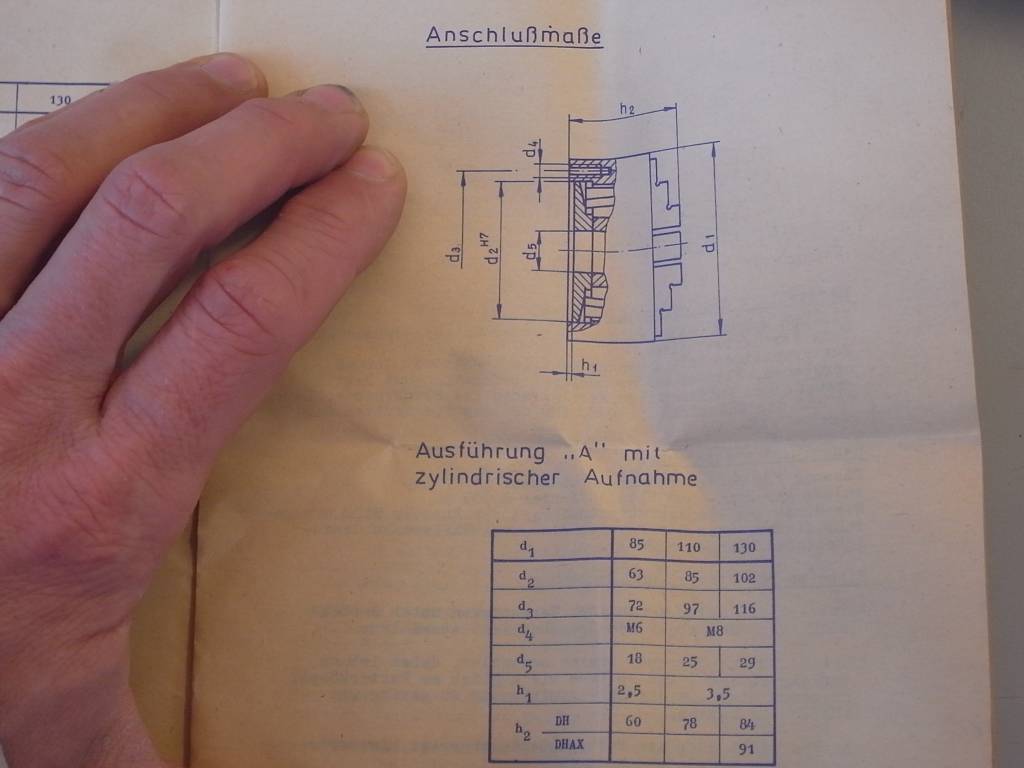 Anschlußmaße
130
h2
d4
d3
d2H7
d5
d1
h1
Ausführung „A" mit
zylindrischer Aufnahme
d1 85 110 130
d2 63 85 102
d3 72 97 116
d4 M6 M8
d5 18 25 29
h1 2,5 3,5
h2 DH 60 78 84
DHAX 91